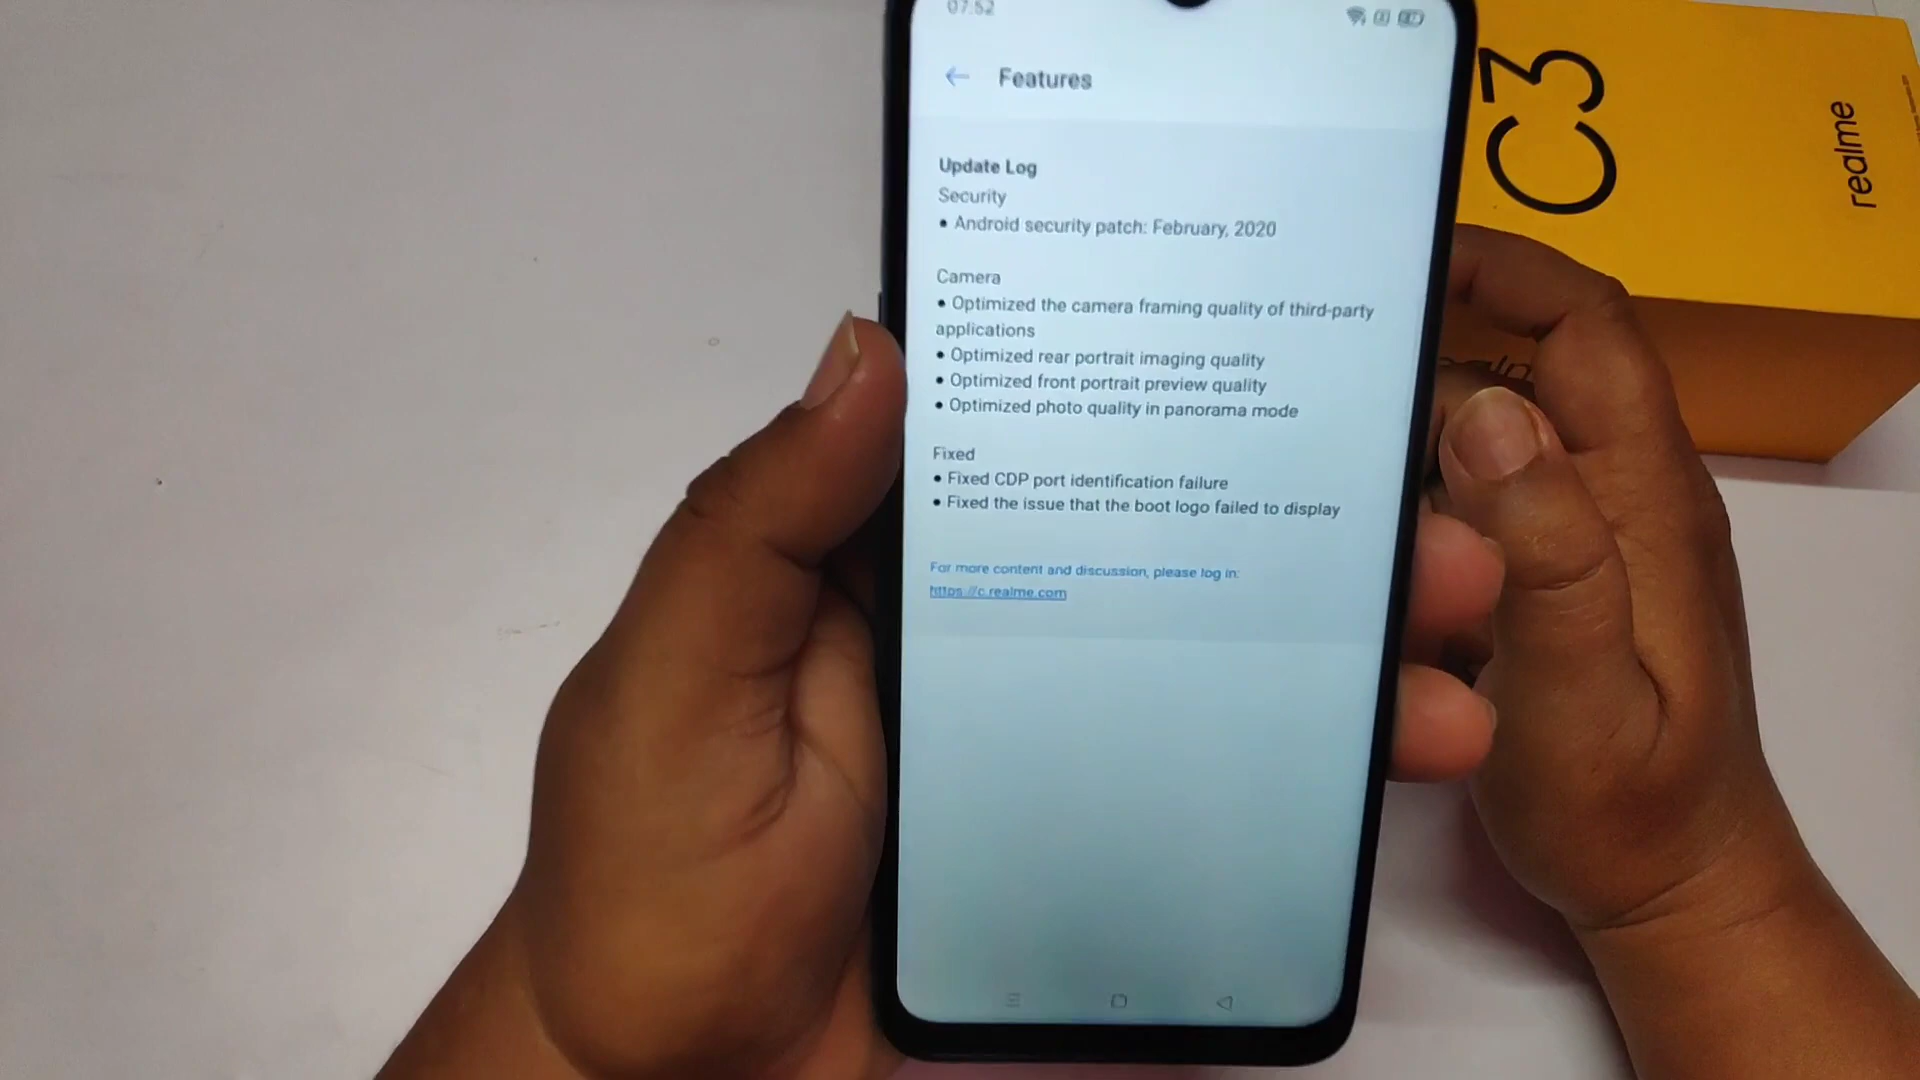 07:52
Features
Update Log
Security
• Android security patch: February, 2020
Camera
• Optimized the camera framing quality of third-party
applications
• Optimized rear portrait imaging quality
• Optimized front portrait preview quality
• Optimized photo quality in panorama mode
Fixed
• Fixed CDP port identification failure
• Fixed the issue that the boot logo failed to display
For more content and discussion, please log in:
https://c.realme.com
C3
realme